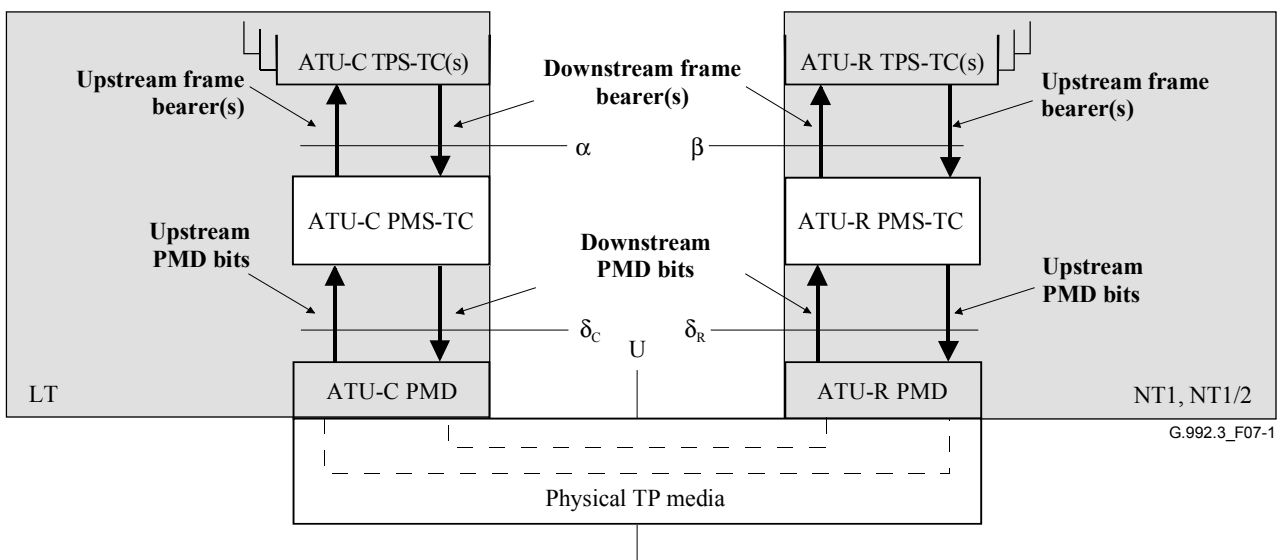 ATU-C TPS-TC(s)
ATU-R TPS-TC(s)
Upstream frame
bearer(s)
Downstream frame
bearer(s)
Upstream frame
bearer(s)
α
β
ATU-C PMS-TC
ATU-R PMS-TC
Upstream
PMD bits
Downstream
PMD bits
Upstream
PMD bits
δC
δR
U
LT
ATU-C PMD
ATU-R PMD
NT1, NT1/2
G.992.3_F07-1
Physical TP media